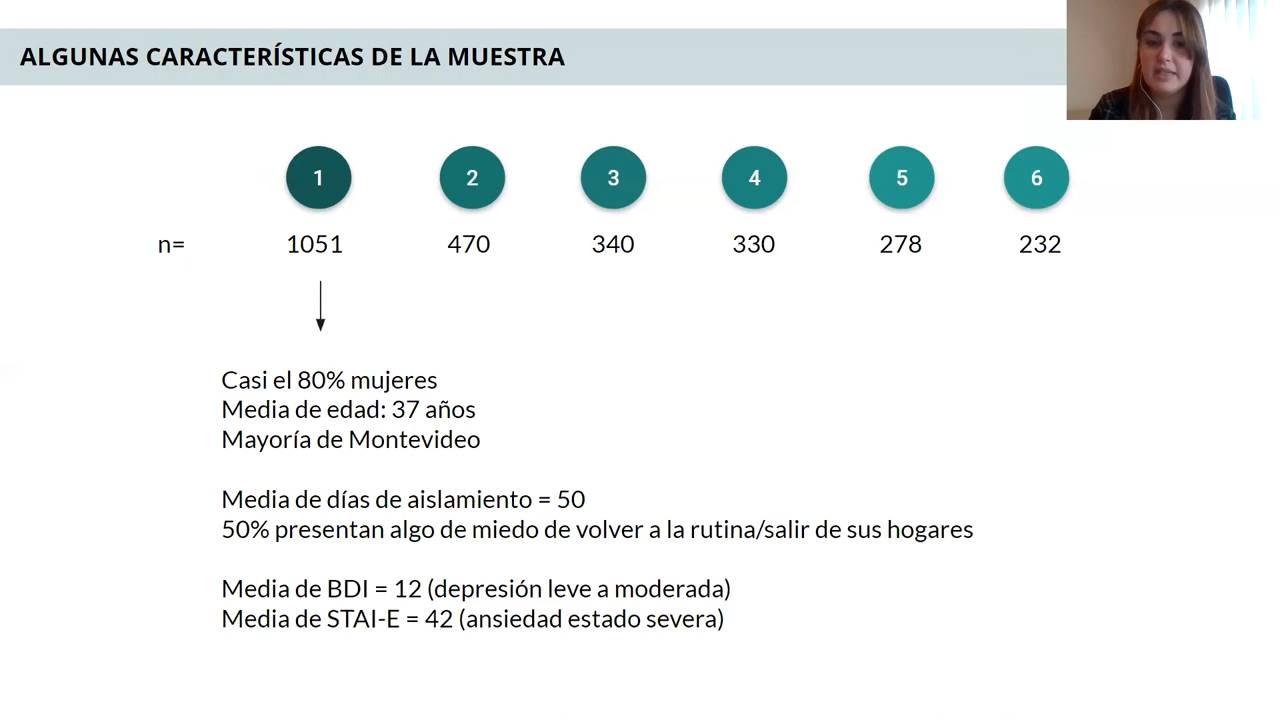 ALGUNAS CARACTERÍSTICAS DE LA MUESTRA
1 2 3 4 5 6
n= 1051 470 340 330 278 232
Casi el 80% mujeres
Media de edad: 37 años
Mayoría de Montevideo
Media de días de aislamiento = 50
50% presentan algo de miedo de volver a la rutina/salir de sus hogares
Media de BDI = 12 (depresión leve a moderada)
Media de STAI-E = 42 (ansiedad estado severa)